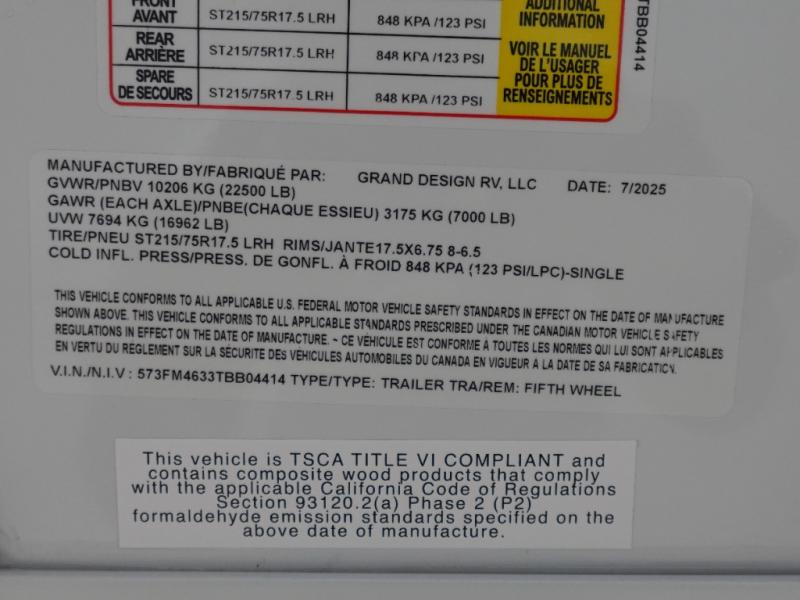 FRONT
AVANT ST215/75R17.5 LRH 848 KPA /123 PSI
REAR
ARRIÈRE ST215/75R17.5 LRH 848 KPA /123 PSI
SPARE
DE SECOURS ST215/75R17.5 LRH 848 KPA /123 PSI
ADDITIONAL
INFORMATION
VOIR LE MANUEL
DE L'USAGER
POUR PLUS DE
RENSEIGNEMENTS
TBB04414
MANUFACTURED BY/FABRIQUÉ PAR: GRAND DESIGN RV, LLC DATE: 7/2025
GVWR/PNBV 10206 KG (22500 LB)
GAWR (EACH AXLE)/PNBE(CHAQUE ESSIEU) 3175 KG (7000 LB)
UVW 7694 KG (16962 LB)
TIRE/PNEU ST215/75R17.5 LRH RIMS/JANTE17.5X6.75 8-6.5
COLD INFL. PRESS/PRESS. DE GONFL. À FROID 848 KPA (123 PSI/LPC)-SINGLE
THIS VEHICLE CONFORMS TO ALL APPLICABLE U.S. FEDERAL MOTOR VEHICLE SAFETY STANDARDS IN EFFECT ON THE DATE OF MANUFACTURE
SHOWN ABOVE. THIS VEHICLE CONFORMS TO ALL APPLICABLE STANDARDS PRESCRIBED UNDER THE CANADIAN MOTOR VEHICLE SAFETY
REGULATIONS IN EFFECT ON THE DATE OF MANUFACTURE. - CE VÉHICULE EST CONFORME À TOUTES LES NORMES QUI LUI SONT APPLICABLES
EN VERTU DU REGLEMENT SUR LA SÉCURITE DES VÉHICULES AUTOMOBILES DU CANADA EN VIGUEUR A LA DATE DE SA FABRICATION.
V.I.N./N.I.V : 573FM4633TBB04414 TYPE/TYPE: TRAILER TRA/REM: FIFTH WHEEL
This vehicle is TSCA TITLE VI COMPLIANT and
contains composite wood products that comply
with the applicable California Code of Regulations
Section 93120.2(a) Phase 2 (P2)
formaldehyde emission standards specified on the
above date of manufacture.